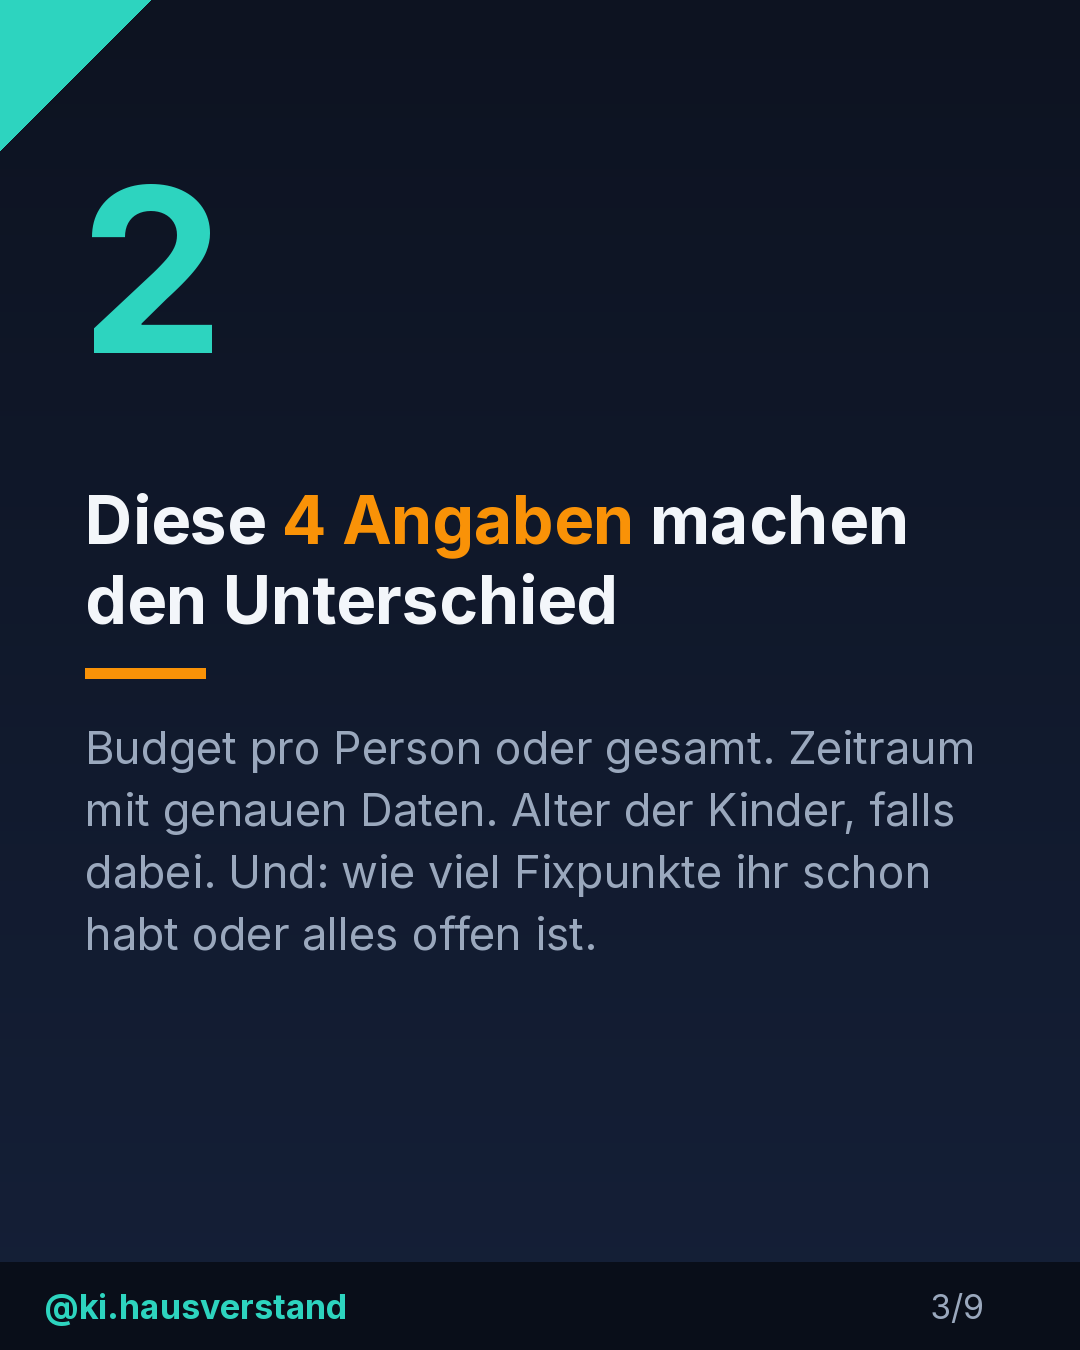 2
Diese 4 Angaben machen
den Unterschied
Budget pro Person oder gesamt. Zeitraum
mit genauen Daten. Alter der Kinder, falls
dabei. Und: wie viel Fixpunkte ihr schon
habt oder alles offen ist.
@ki.hausverstand
3/9